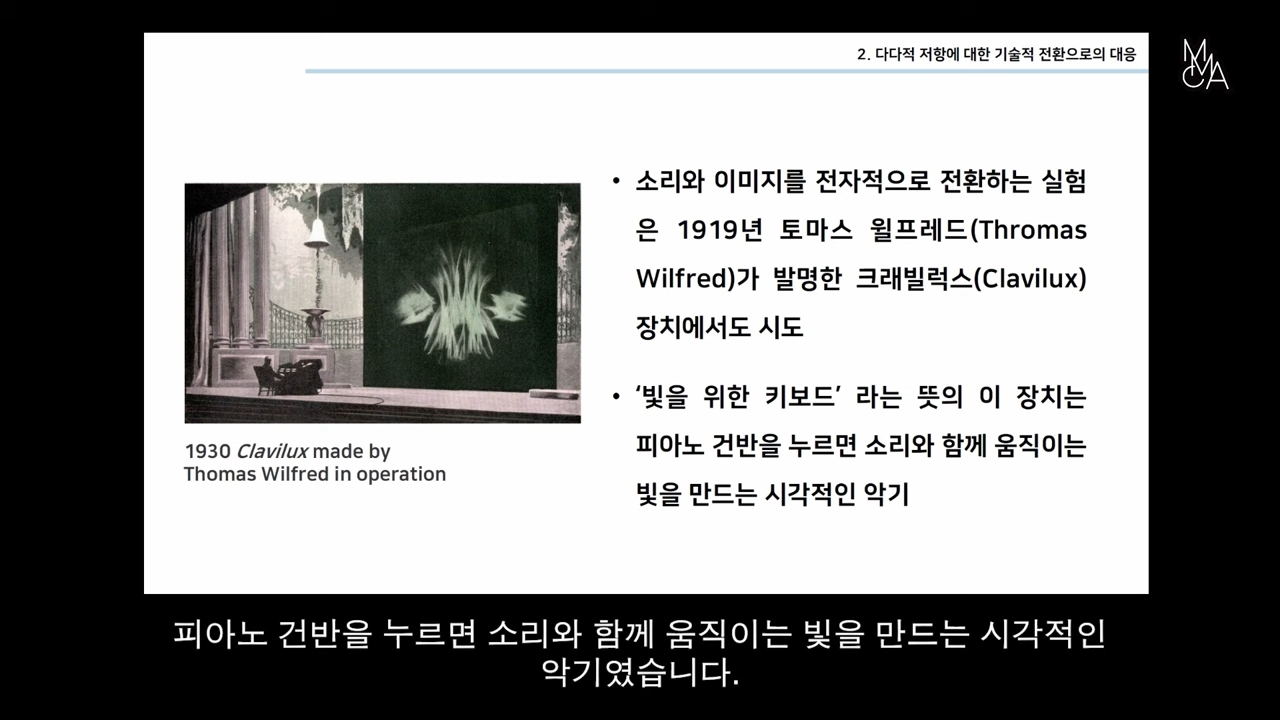 2. 다다적 저항에 대한 기술적 전환으로의 대응
MMCA
• 소리와 이미지를 전자적으로 전환하는 실험
은 1919년 토마스 윌프레드(Thromas
Wilfred)가 발명한 크래빌럭스(Clavilux)
장치에서도 시도
• ‘빛을 위한 키보드’ 라는 뜻의 이 장치는
피아노 건반을 누르면 소리와 함께 움직이는
빛을 만드는 시각적인 악기
1930 Clavilux made by
Thomas Wilfred in operation
피아노 건반을 누르면 소리와 함께 움직이는 빛을 만드는 시각적인
악기였습니다.